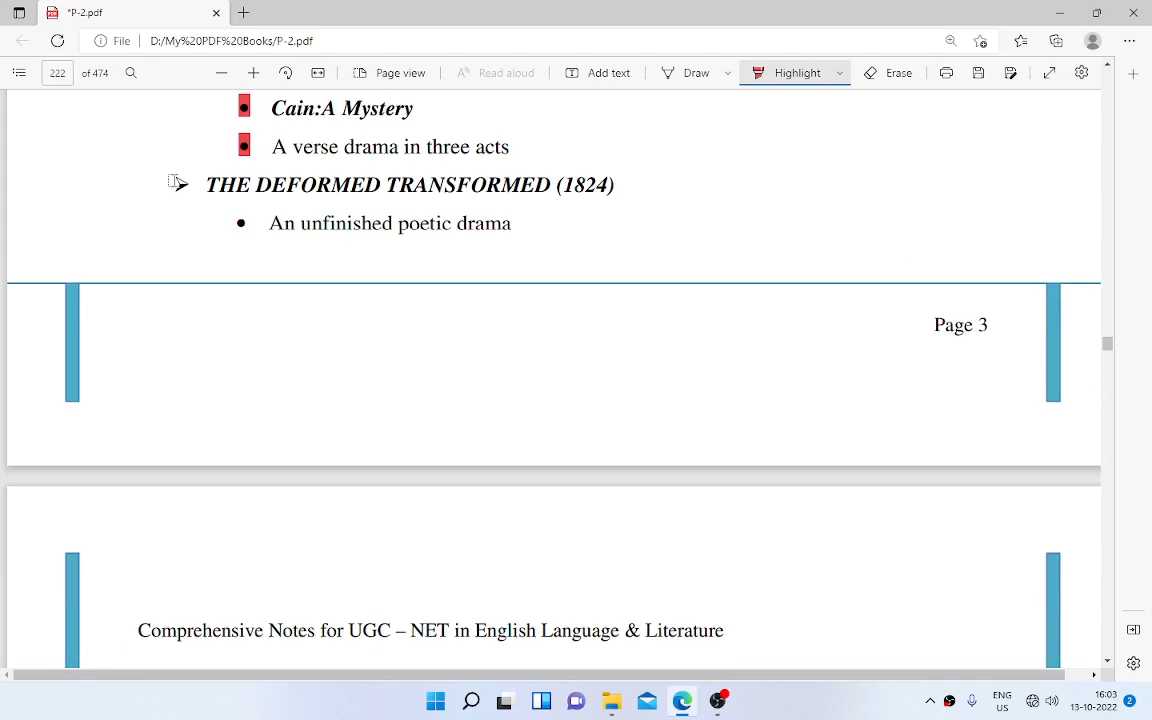 *P-2.pdf
File
D:/My%20PDF%20Books/P-2.pdf
222 of 474
Page view
Read aloud
Add text
Draw
Highlight
Erase
• Cain:A Mystery
• A verse drama in three acts
➢ THE DEFORMED TRANSFORMED (1824)
• An unfinished poetic drama
Page 3
Comprehensive Notes for UGC – NET in English Language & Literature
ENG
US
16:03
13-10-2022
2